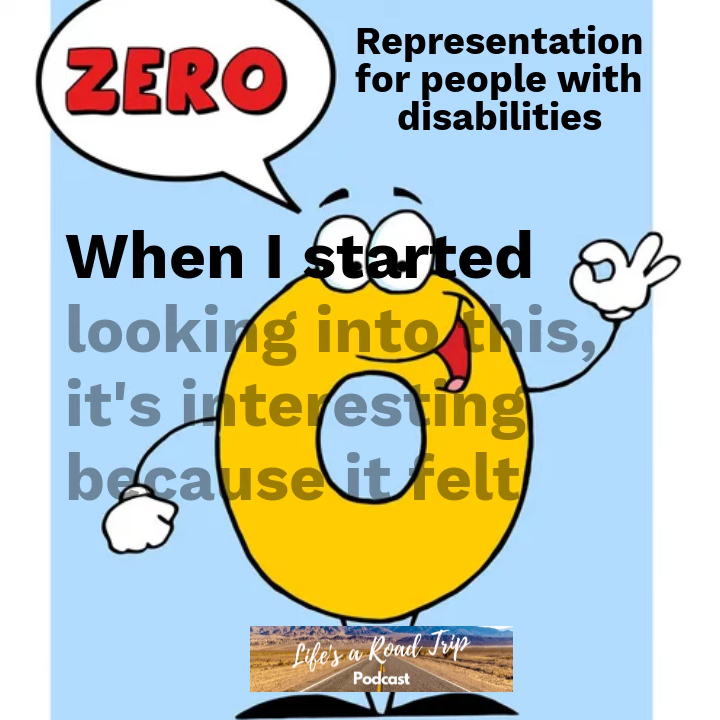 ZERO
Representation
for people with
disabilities
When I started
looking into this,
it's interesting
because it felt
Life's a Road Trip
Podcast